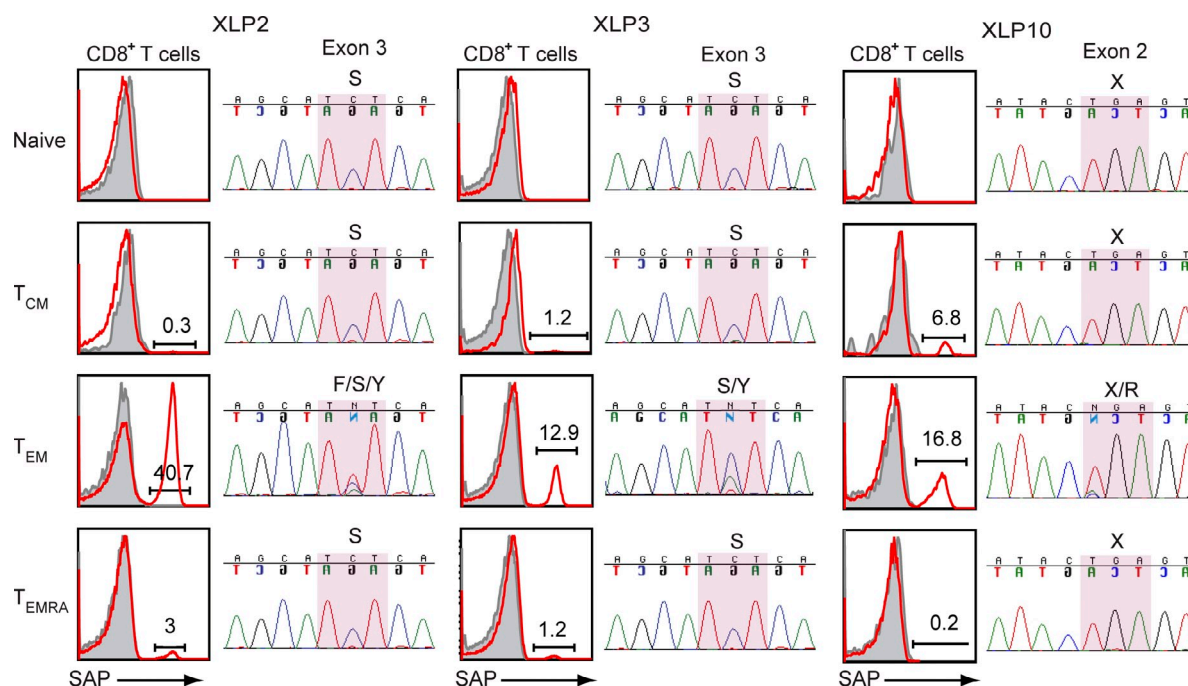 XLP2 XLP3 XLP10
CD8+ T cells Exon 3 CD8+ T cells Exon 3 CD8+ T cells Exon 2
Naive
S S X
A G C A T C T C A A G C A T C T C A A T A C T G A G T
T C G T A G A G T T C G T A G A G T T A T G A C T C A
TCM
0.3 S 1.2 S 6.8 X
A G C A T C T C A A G C A T C T C A A T A C T G A G T
T C G T A G A G T T C G T A G A G T T A T G A C T C A
TEM
40.7 F/S/Y 12.9 S/Y 16.8 X/R
A G C A T N T C A A G C A T N T C A A T A C N G A G T
T C G T A N A G T A G C A T N T C A T A T G N C T C A
TEMRA
3 S 1.2 S 0.2 X
A G C A T C T C A A G C A T C T C A A T A C T G A G T
T C G T A G A G T T C G T A G A G T T A T G A C T C A
SAP SAP SAP